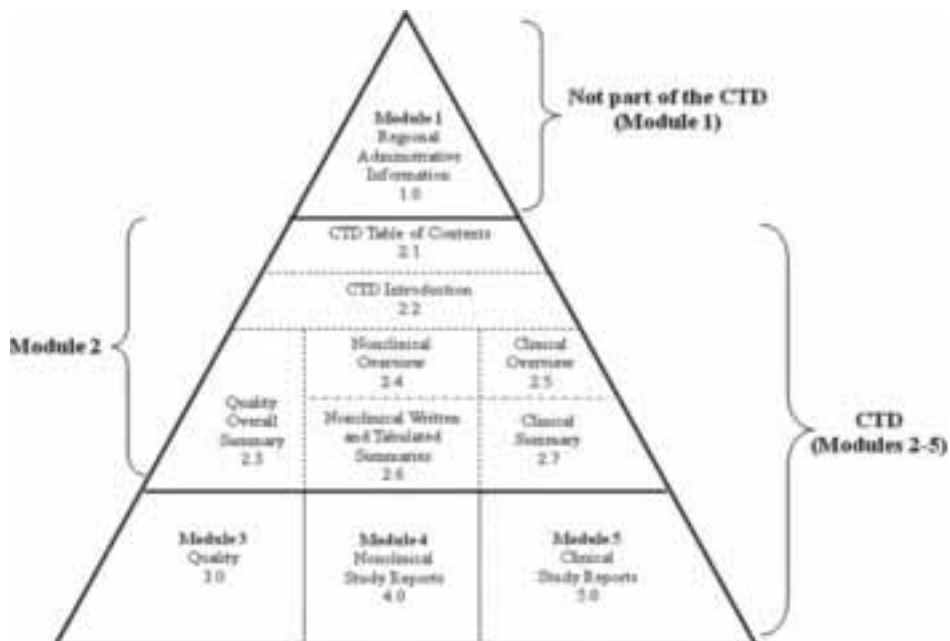 Module 1
Regional
Administrative
Information
1.0
Not part of the CTD
(Module 1)
CTD Table of Contents
2.1
CTD Introduction
2.2
Module 2
Nonclinical
Overview
2.4
Clinical
Overview
2.5
Quality
Overall
Summary
2.3
Nonclinical Written
and Tabulated
Summaries
2.6
Clinical
Summary
2.7
CTD
(Modules 2-5)
Module 3
Quality
3.0
Module 4
Nonclinical
Study Reports
4.0
Module 5
Clinical
Study Reports
5.0